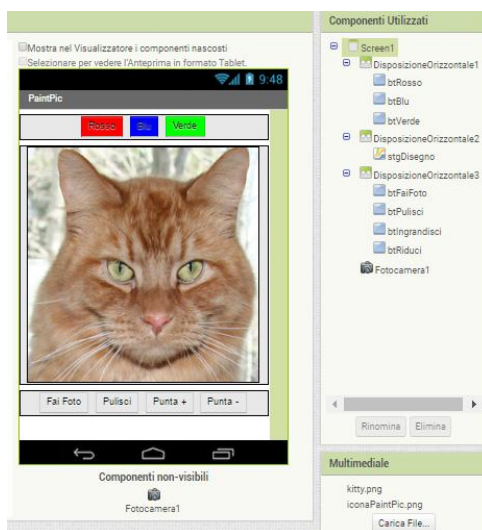 Mostra nel Visualizzatore i componenti nascosti
Selezionare per vedere l'Anteprima in formato Tablet.
9:48
PaintPic
Rosso Blu Verde
Fai Foto Pulisci Punta + Punta -
Componenti non-visibili
Fotocamera1
Componenti Utilizzati
Screen1
DisposizioneOrizzontale1
btRosso
btBlu
btVerde
DisposizioneOrizzontale2
stgDisegno
DisposizioneOrizzontale3
btFaiFoto
btPulisci
btIngrandisci
btRiduci
Fotocamera1
Rinomina Elimina
Multimediale
kitty.png
iconaPaintPic.png
Carica File...